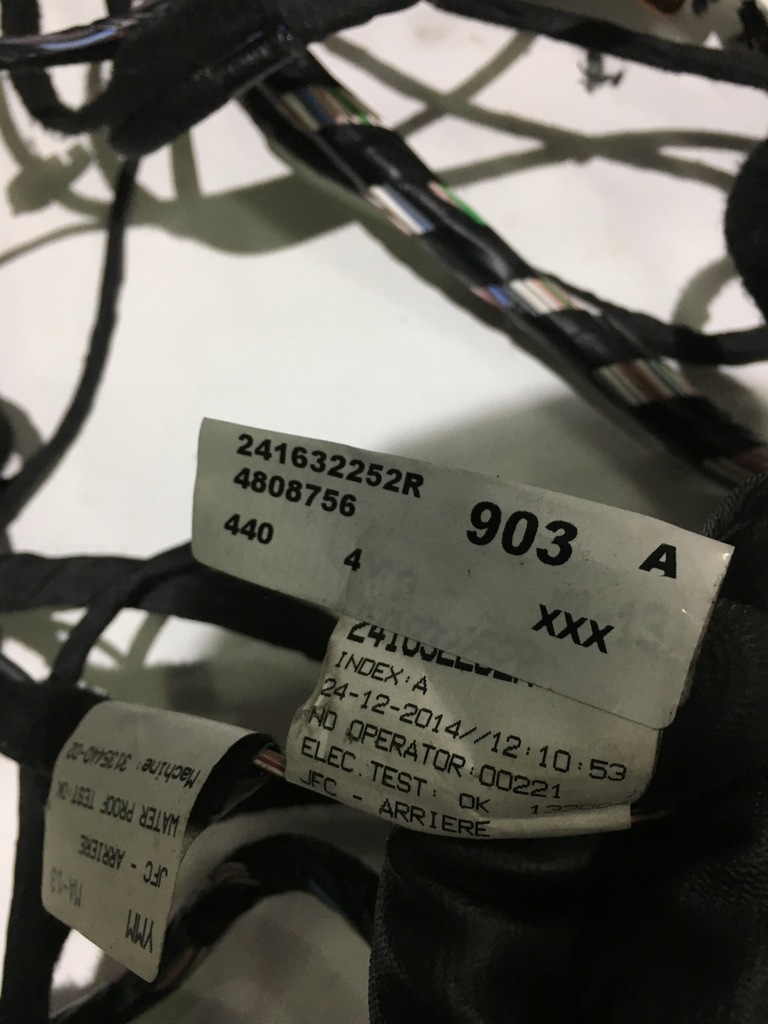 241632252R
4808756
903 A
440 4
XXX
INDEX:A
24-12-2014//12:10:53
NO OPERATOR:00221
ELEC.TEST: OK
JFC - ARRIERE
YMM
JFC - ARRIERE
WATER PROOF TEST:OK
Machine: 313540-02